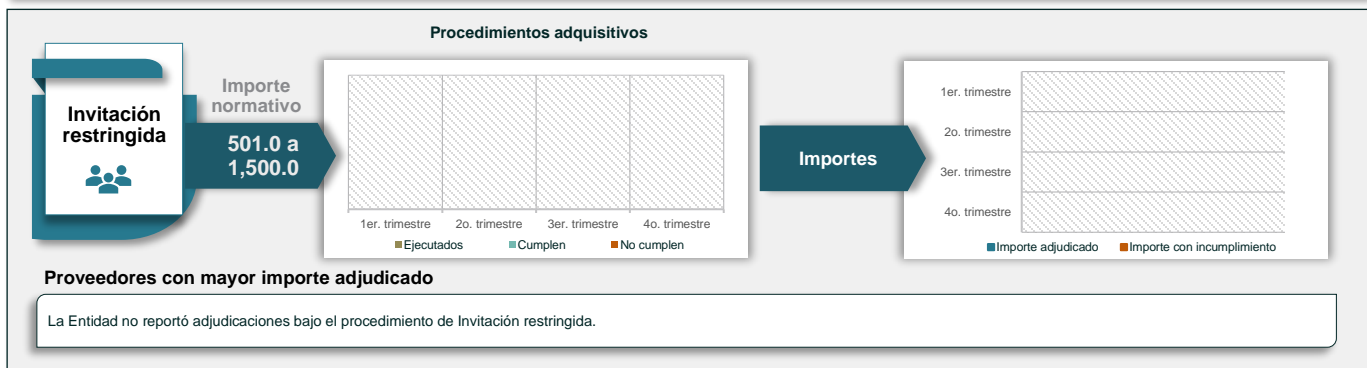 Procedimientos adquisitivos
Invitación
restringida
Importe
normativo
501.0 a
1,500.0
1er. trimestre 2o. trimestre 3er. trimestre 4o. trimestre
Ejecutados Cumplen No cumplen
Importes
1er. trimestre
2o. trimestre
3er. trimestre
4o. trimestre
Importe adjudicado Importe con incumplimiento
Proveedores con mayor importe adjudicado
La Entidad no reportó adjudicaciones bajo el procedimiento de Invitación restringida.